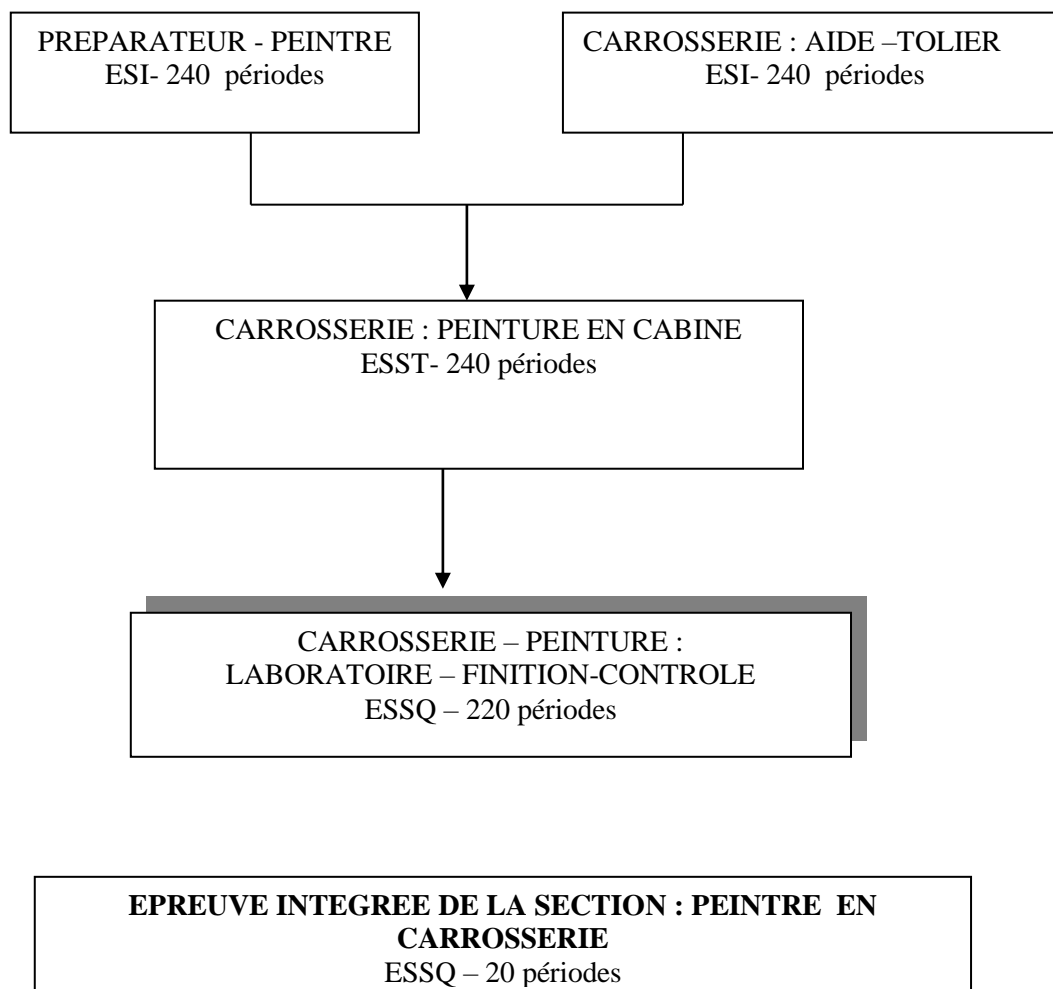 PREPARATEUR - PEINTRE
ESI- 240 périodes
CARROSSERIE : AIDE –TOLIER
ESI- 240 périodes
CARROSSERIE : PEINTURE EN CABINE
ESST- 240 périodes
CARROSSERIE – PEINTURE :
LABORATOIRE – FINITION-CONTROLE
ESSQ – 220 périodes
EPREUVE INTEGREE DE LA SECTION : PEINTRE EN
CARROSSERIE
ESSQ – 20 périodes